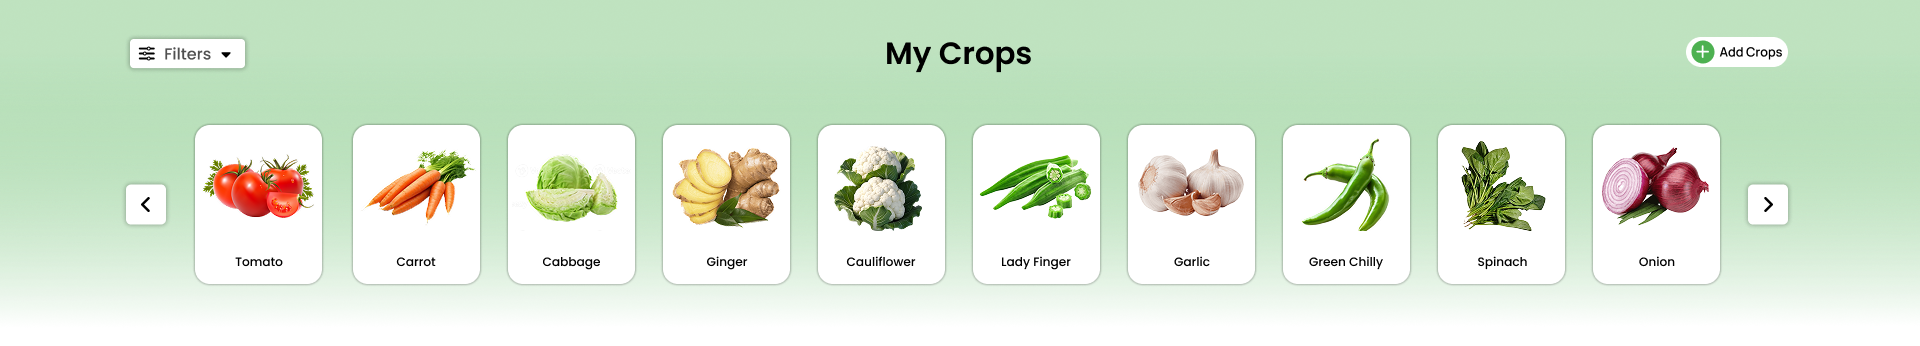 Filters
My Crops
Add Crops
Tomato
Carrot
Cabbage
Ginger
Cauliflower
Lady Finger
Garlic
Green Chilly
Spinach
Onion